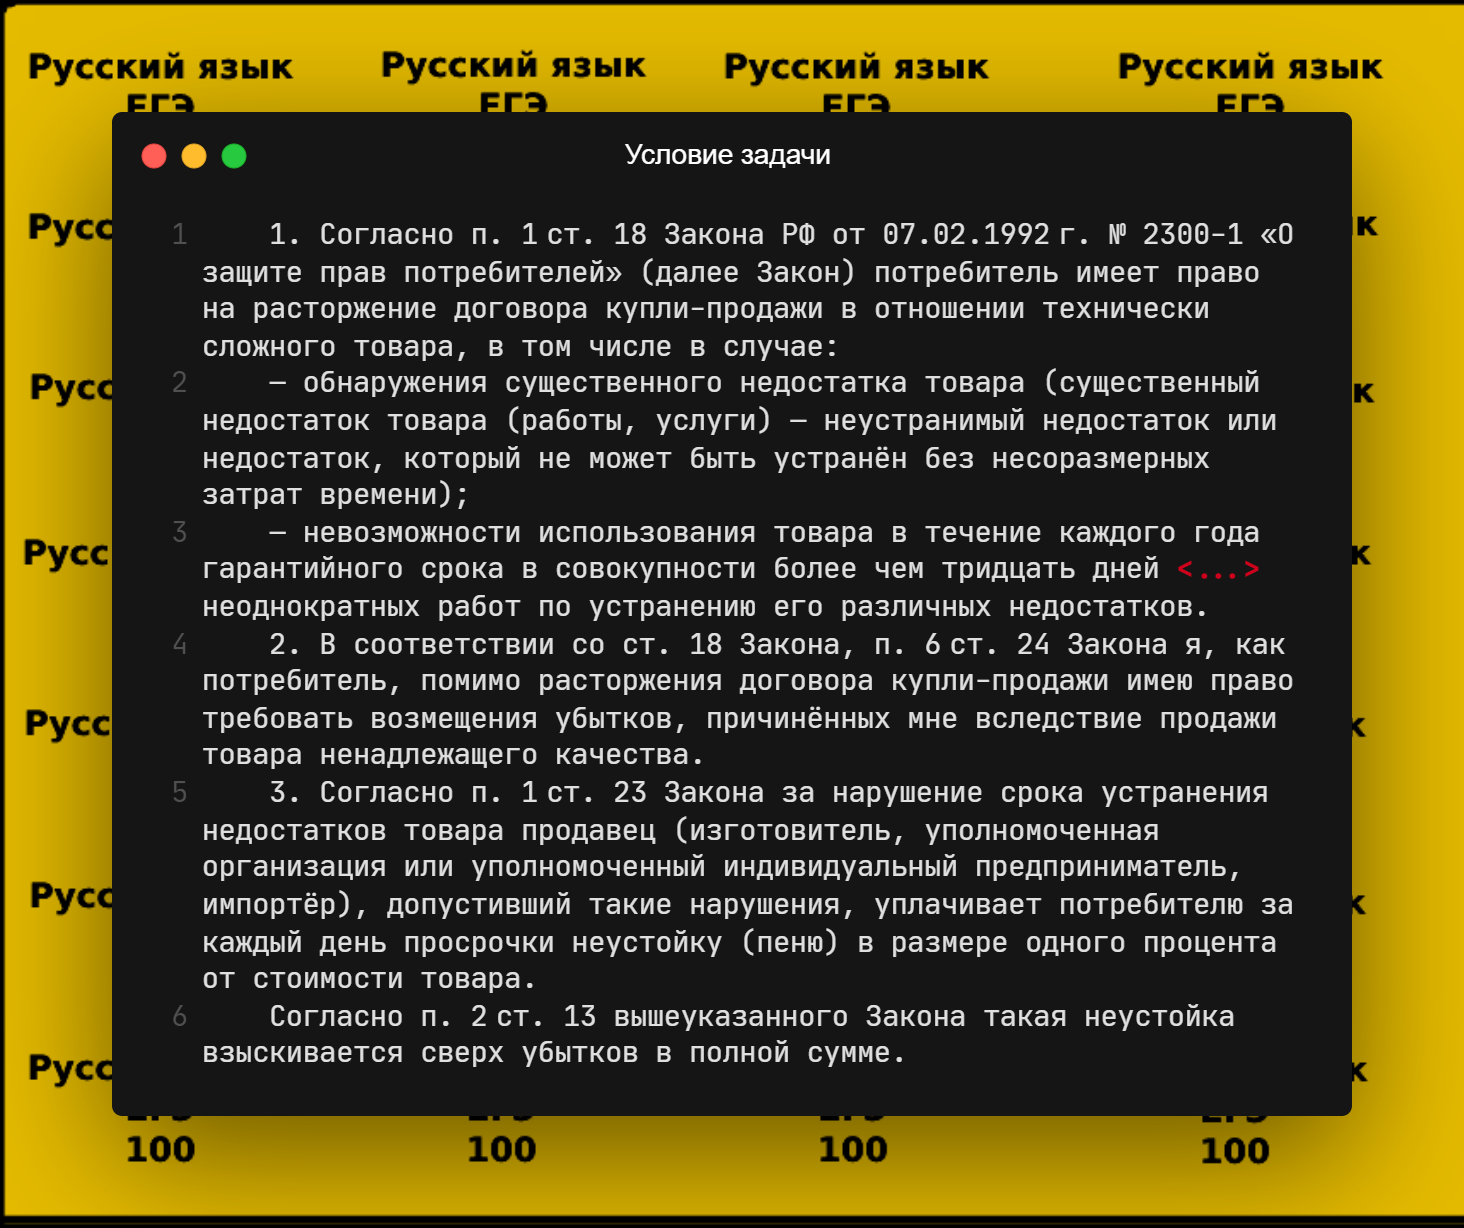 Русский язык Русский язык Русский язык Русский язык
ЕГЭ ЕГЭ ЕГЭ ЕГЭ
Условие задачи
1 1. Согласно п. 1 ст. 18 Закона РФ от 07.02.1992 г. № 2300-1 «О
защите прав потребителей» (далее Закон) потребитель имеет право
на расторжение договора купли-продажи в отношении технически
сложного товара, в том числе в случае:
2 — обнаружения существенного недостатка товара (существенный
недостаток товара (работы, услуги) — неустранимый недостаток или
недостаток, который не может быть устранён без несоразмерных
затрат времени);
3 — невозможности использования товара в течение каждого года
гарантийного срока в совокупности более чем тридцать дней <...>
неоднократных работ по устранению его различных недостатков.
4 2. В соответствии со ст. 18 Закона, п. 6 ст. 24 Закона я, как
потребитель, помимо расторжения договора купли-продажи имею право
требовать возмещения убытков, причинённых мне вследствие продажи
товара ненадлежащего качества.
5 3. Согласно п. 1 ст. 23 Закона за нарушение срока устранения
недостатков товара продавец (изготовитель, уполномоченная
организация или уполномоченный индивидуальный предприниматель,
импортёр), допустивший такие нарушения, уплачивает потребителю за
каждый день просрочки неустойку (пеню) в размере одного процента
от стоимости товара.
6 Согласно п. 2 ст. 13 вышеуказанного Закона такая неустойка
взыскивается сверх убытков в полной сумме.
100 100 100 100